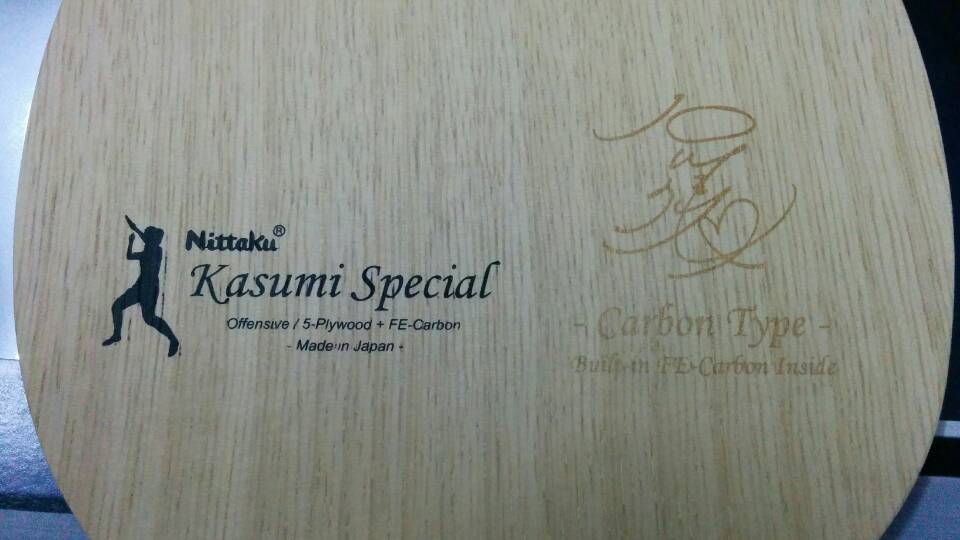 Nittaku®
Kasumi Special
Offensive / 5-Plywood + FE-Carbon
- Made in Japan -
- Carbon Type -
Built-in FE-Carbon Inside